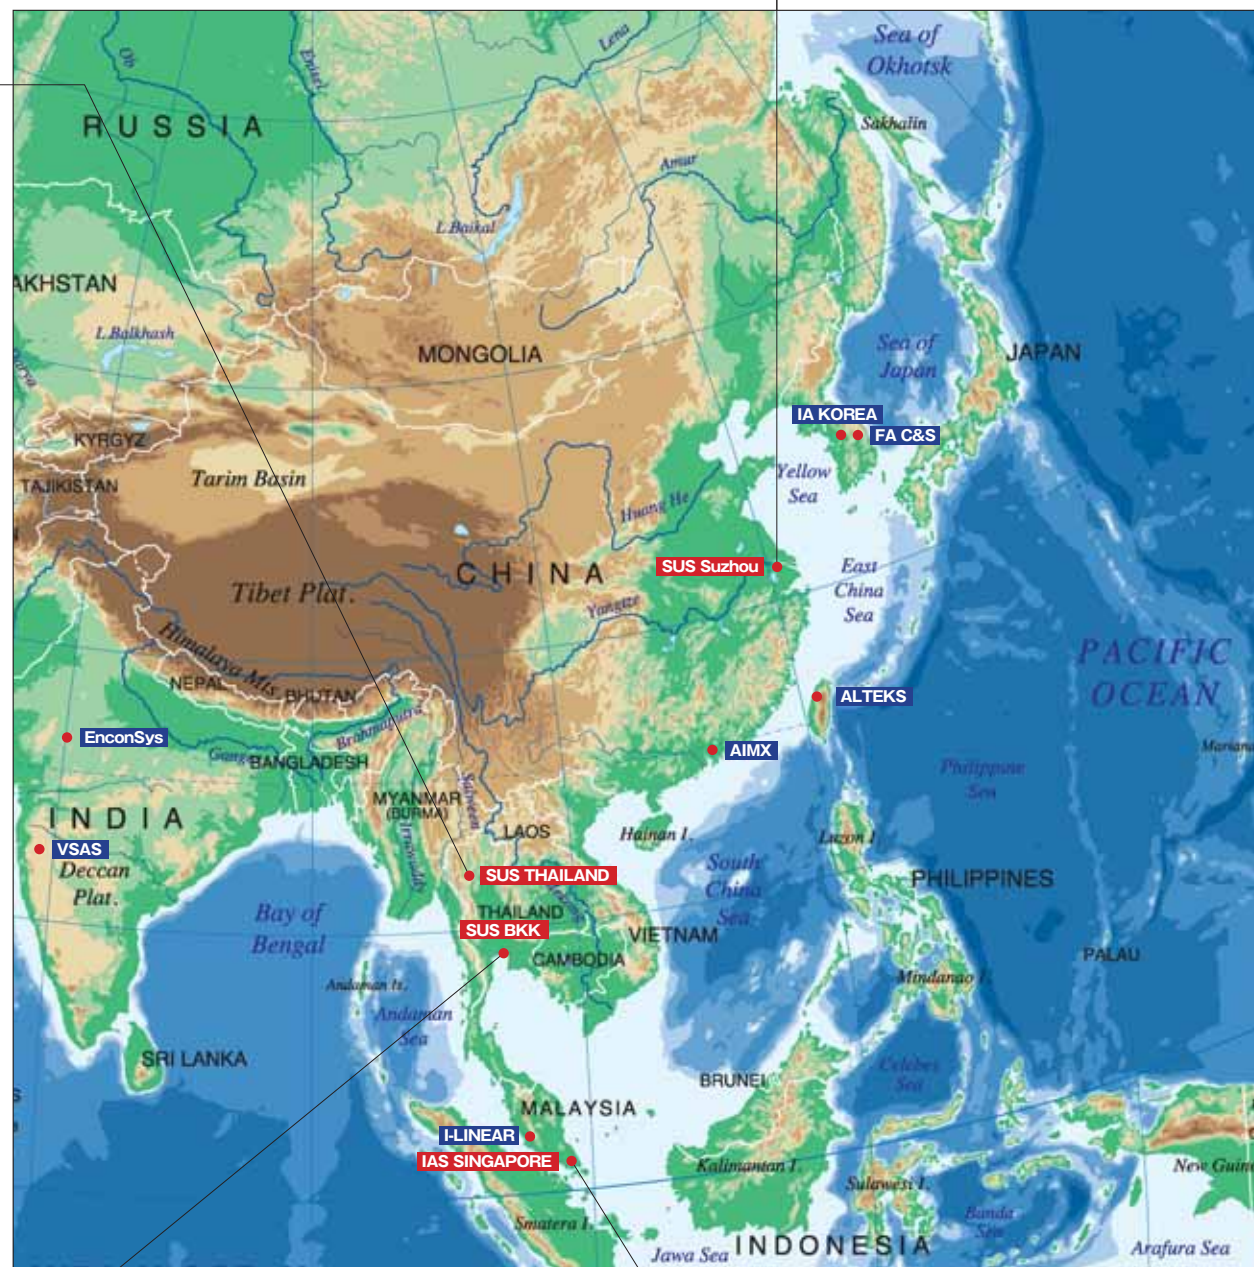 Sea of
Okhotsk
Lena
Ob
Enisei
RUSSIA
Sakhalin
Amur
L.Baikal
AKHSTAN
L.Balkhash
MONGOLIA
Sea of
Japan
JAPAN
IA KOREA
FA C&S
KYRGYZ
TAJIKISTAN
Tarim Basin
Yellow
Sea
Huang He
SUS Suzhou
CHINA
East
China
Sea
Tibet Plat.
Yangtze
Himalaya Mts.
PACIFIC
OCEAN
NEPAL
BHUTAN
ALTEKS
Brahmaputra
EnconSys
AIMX
Mariana
Ganges
BANGLADESH
Philippine
Sea
MYANMAR
(BURMA)
Salween
INDIA
LAOS
Hainan I.
Luzon I.
Irrawaddy
VSAS
Deccan
Plat.
South
China
Sea
SUS THAILAND
PHILIPPINES
Mekong
Bay of
Bengal
THAILAND
SUS BKK
VIETNAM
CAMBODIA
PALAU
Andaman Is.
Mindanao I.
Andaman
Sea
SRI LANKA
Celebes
Sea
BRUNEI
MALAYSIA
I-LINEAR
IAS SINGAPORE
Kalimantan I.
New Guin
Sulawesi I.
Smatera I.
Banda
Sea
Jawa Sea
INDONESIA
Arafura Sea